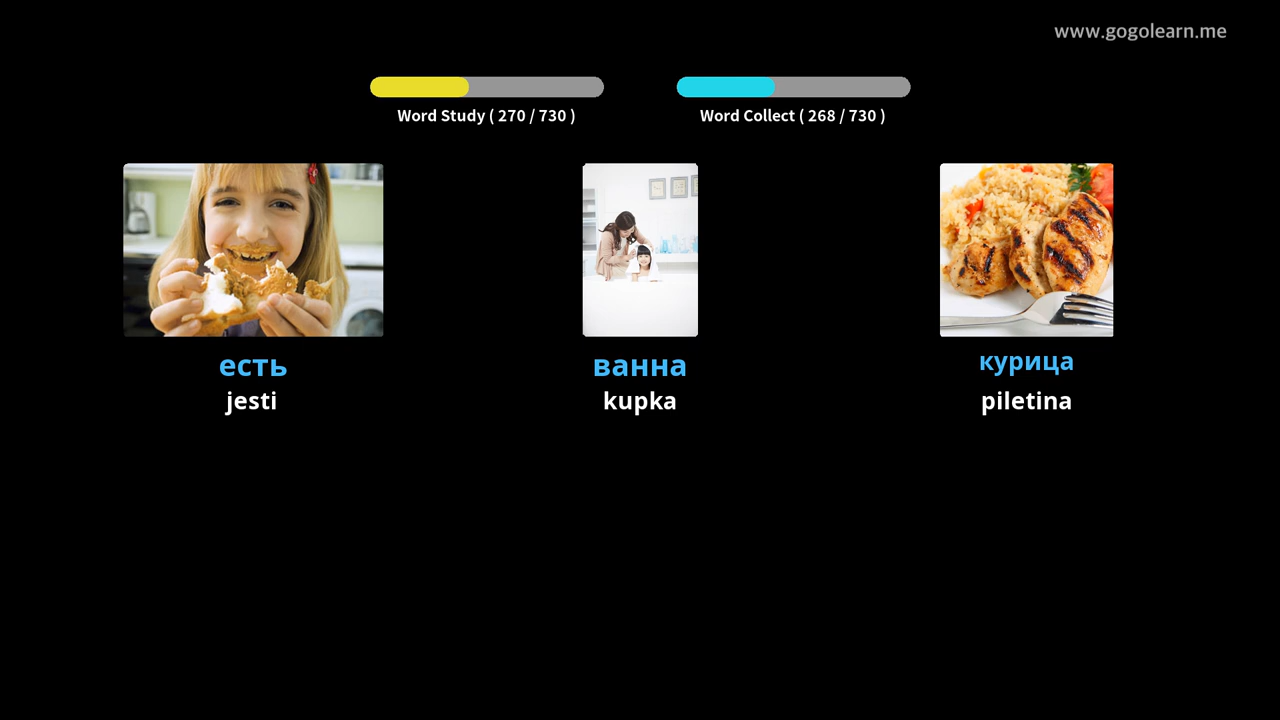 www.gogolearn.me
Word Study ( 270 / 730 )
Word Collect ( 268 / 730 )
есть
jesti
ванна
kupka
курица
piletina